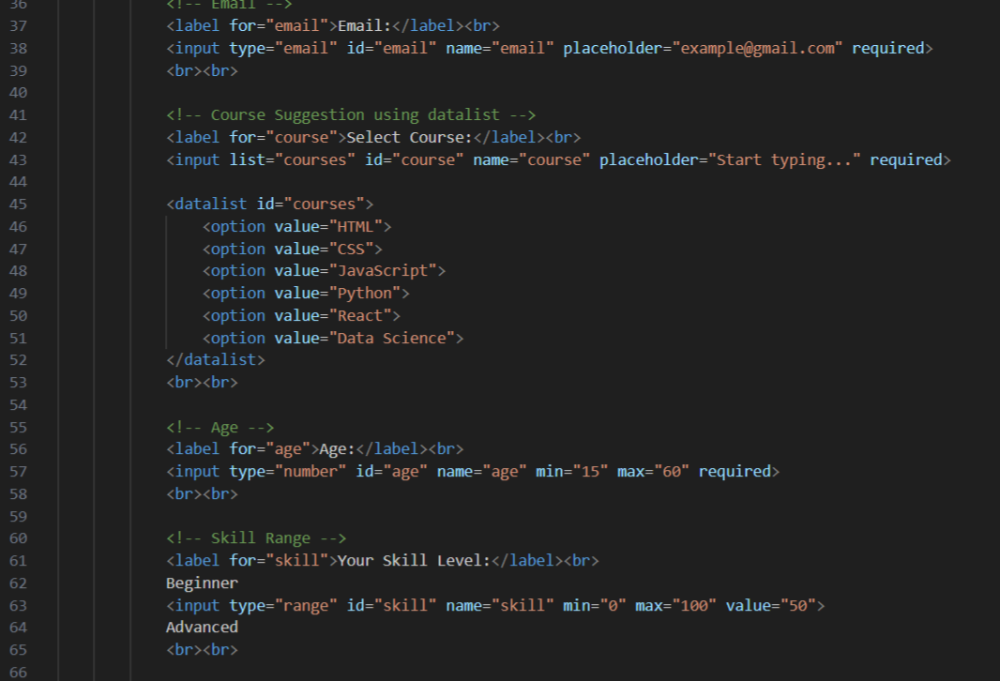 36 <!-- Email -->
37 <label for="email">Email:</label><br>
38 <input type="email" id="email" name="email" placeholder="example@gmail.com" required>
39 <br><br>
40
41 <!-- Course Suggestion using datalist -->
42 <label for="course">Select Course:</label><br>
43 <input list="courses" id="course" name="course" placeholder="Start typing..." required>
44
45 <datalist id="courses">
46 <option value="HTML">
47 <option value="CSS">
48 <option value="JavaScript">
49 <option value="Python">
50 <option value="React">
51 <option value="Data Science">
52 </datalist>
53 <br><br>
54
55 <!-- Age -->
56 <label for="age">Age:</label><br>
57 <input type="number" id="age" name="age" min="15" max="60" required>
58 <br><br>
59
60 <!-- Skill Range -->
61 <label for="skill">Your Skill Level:</label><br>
62 Beginner
63 <input type="range" id="skill" name="skill" min="0" max="100" value="50">
64 Advanced
65 <br><br>
66